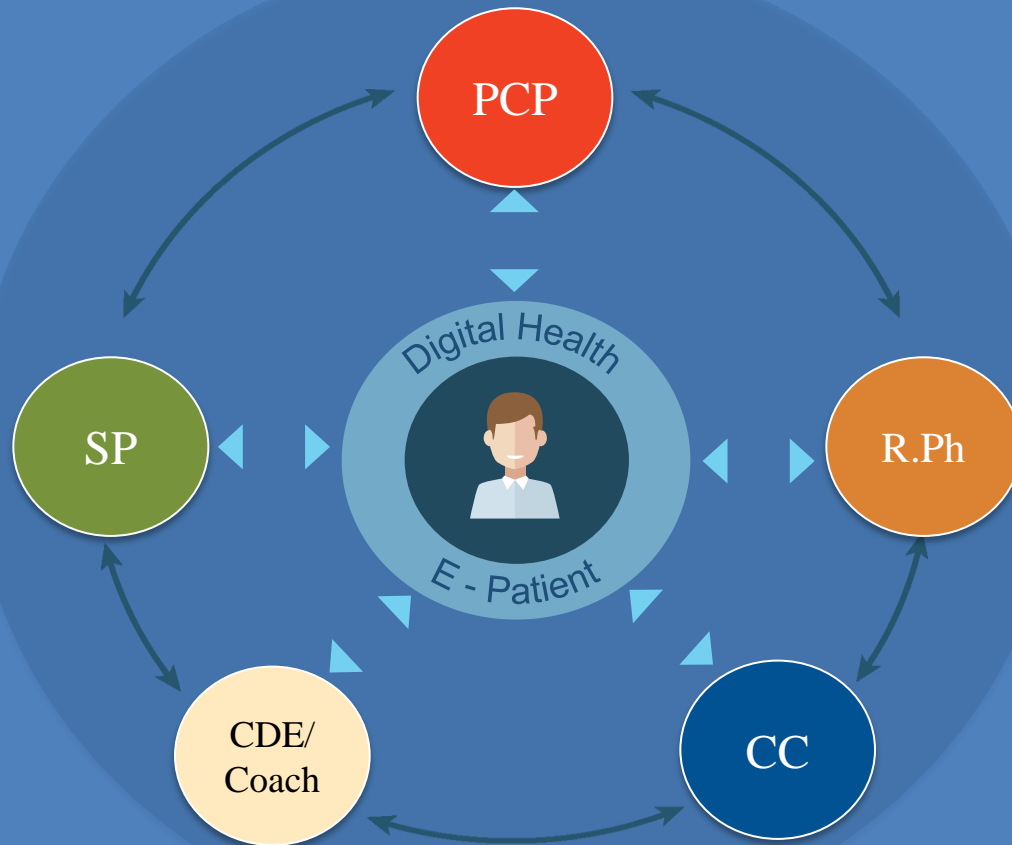 PCP
Digital Health
SP
R.Ph
E - Patient
CDE/
Coach
CC